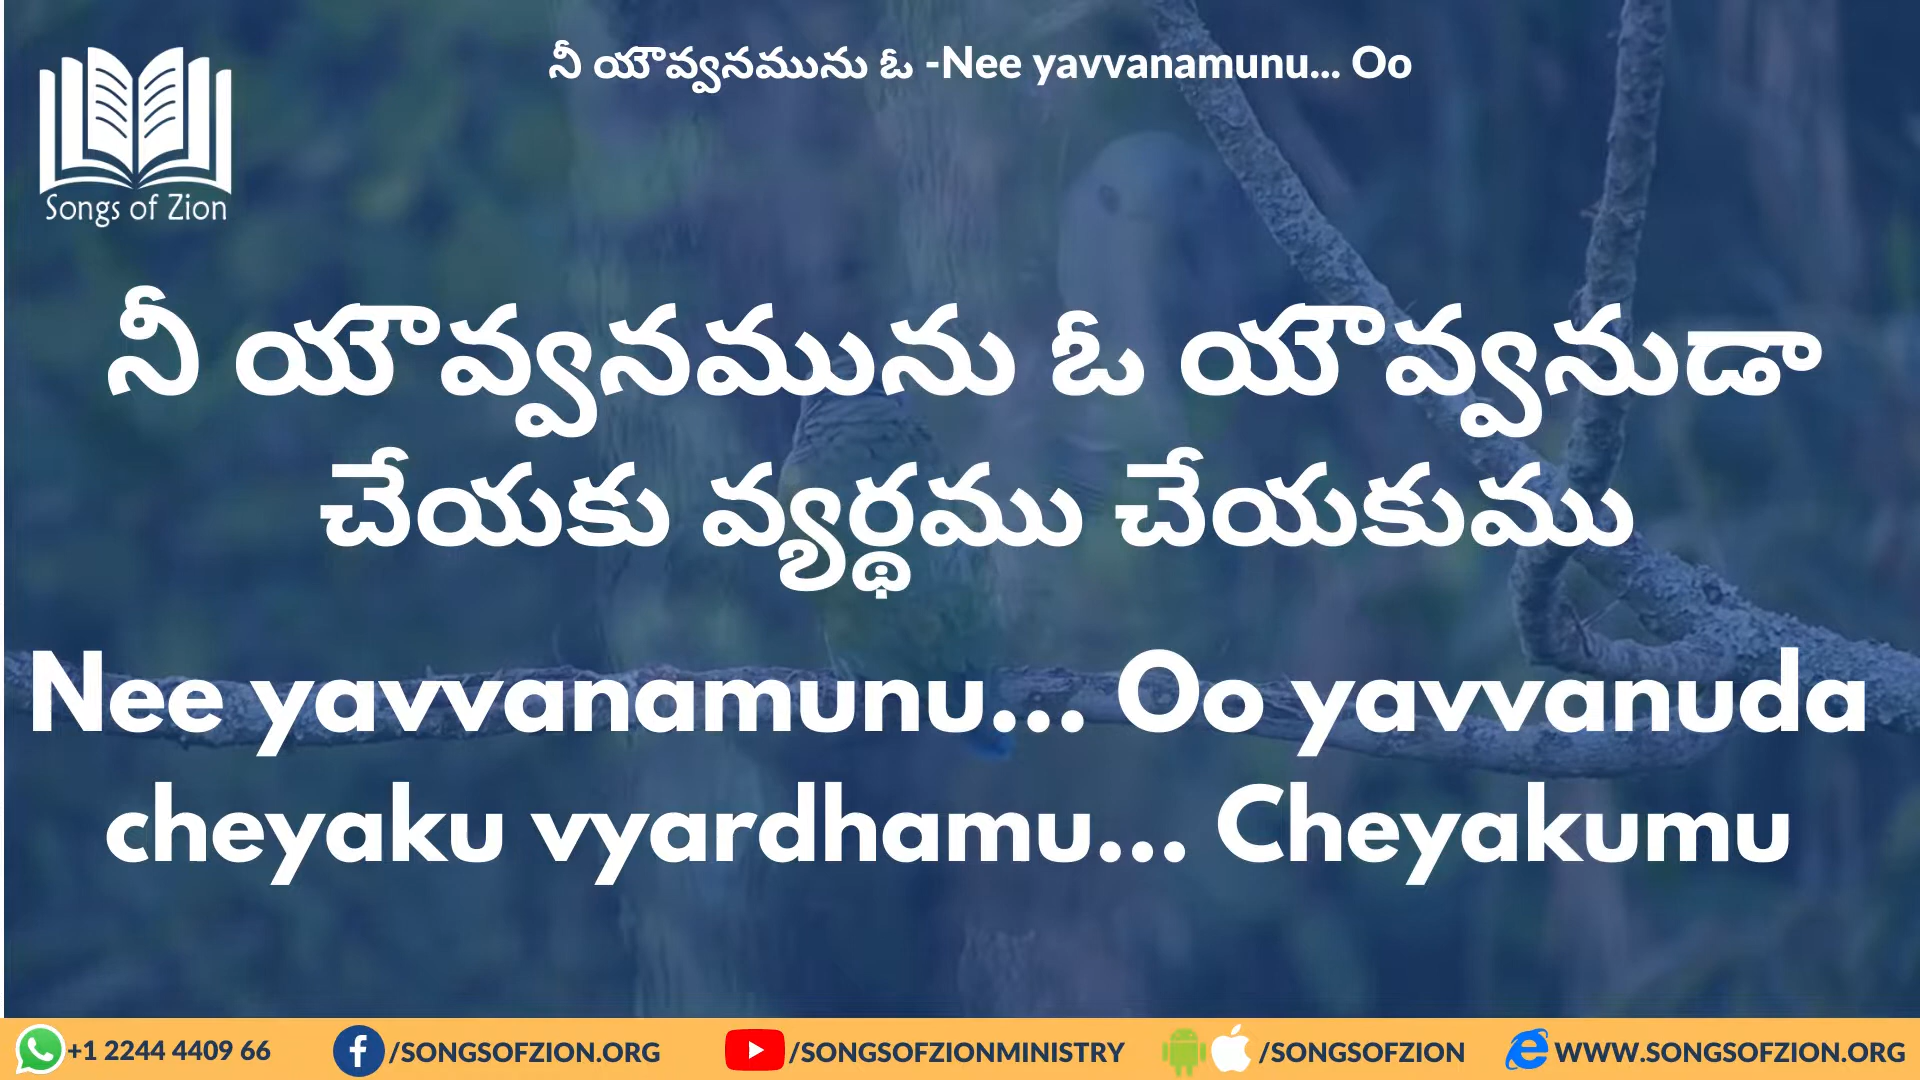 నీ యౌవ్వనమును ఓ -Nee yavvanamunu... Oo
Songs of Zion
నీ యౌవ్వనమును ఓ యౌవ్వనుడా
చేయకు వ్యర్థము చేయకుము
Nee yavvanamunu... Oo yavvanuda
cheyaku vyardhamu... Cheyakumu
+1 2244 4409 66 /SONGSOFZION.ORG /SONGSOFZIONMINISTRY /SONGSOFZION WWW.SONGSOFZION.ORG